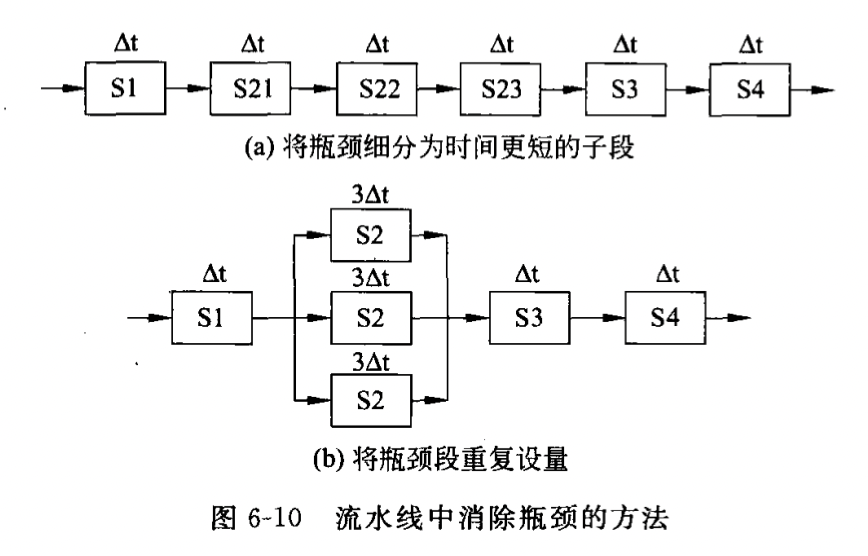 Δt Δt Δt Δt Δt Δt
S1 S21 S22 S23 S3 S4
(a) 将瓶颈细分为时间更短的子段
3Δt
S2
Δt 3Δt Δt Δt
S1 S2 S3 S4
3Δt
S2
(b) 将瓶颈段重复设量
图 6-10 流水线中消除瓶颈的方法